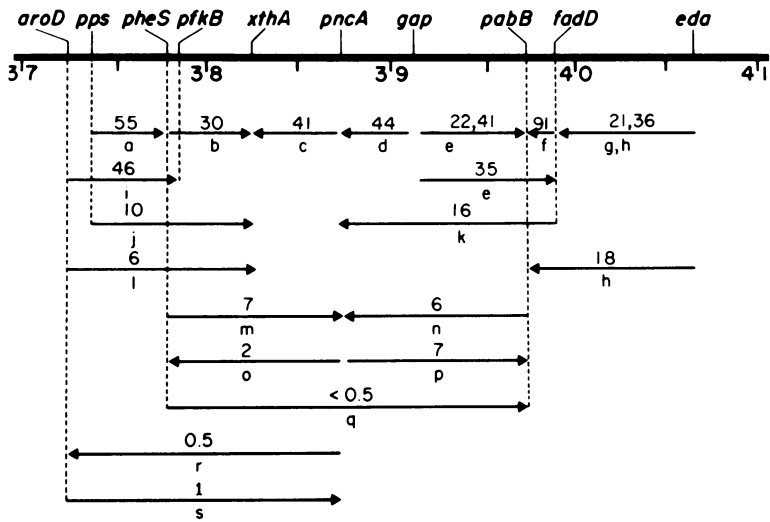 aroD pps pheS pfkB xthA pncA gap pabB fadD eda
37 38 39 40 41
55 30 41 44 22,41 91 21,36
a b c d e f g,h
46 35
i e
10 16
j k
6 18
l h
7 6
m n
2 7
o p
< 0.5
q
0.5
r
1
s